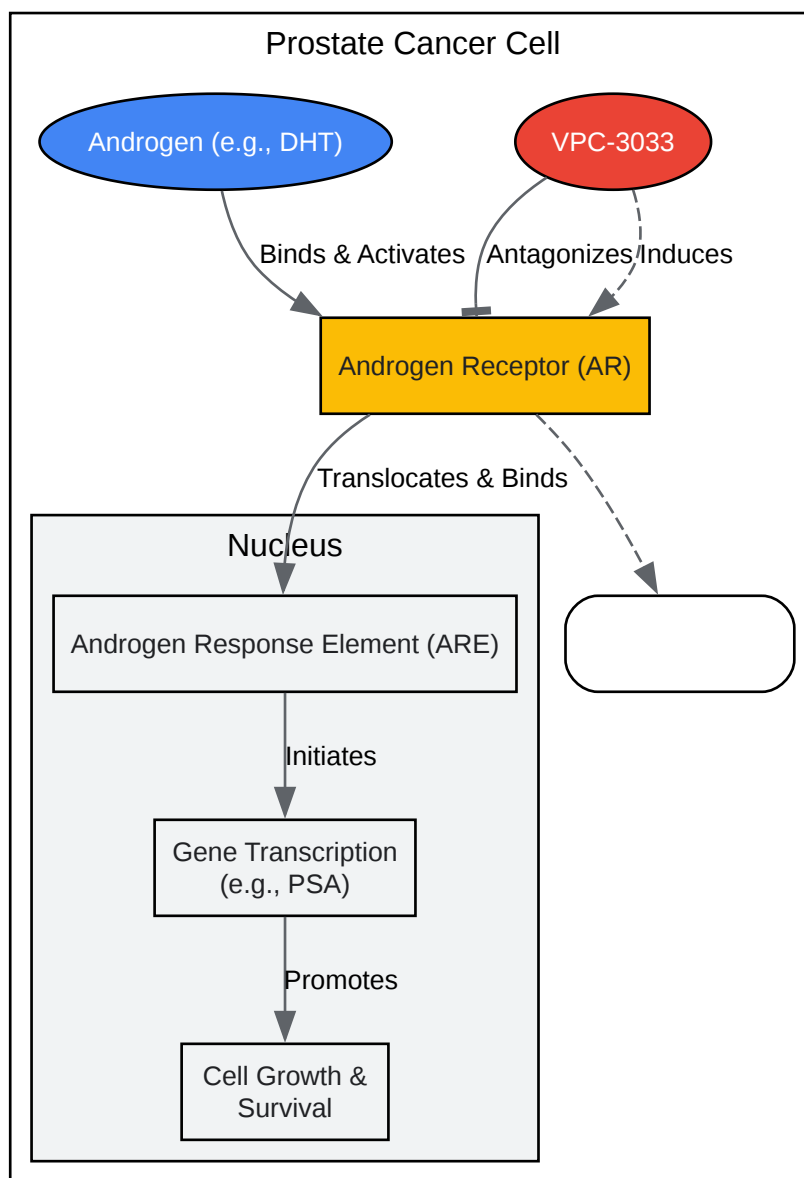 Prostate Cancer Cell
Androgen (e.g., DHT)
VPC-3033
Binds & Activates
Antagonizes
Induces
Androgen Receptor (AR)
Translocates & Binds
Nucleus
Androgen Response Element (ARE)
Initiates
Gene Transcription
(e.g., PSA)
Promotes
Cell Growth &
Survival